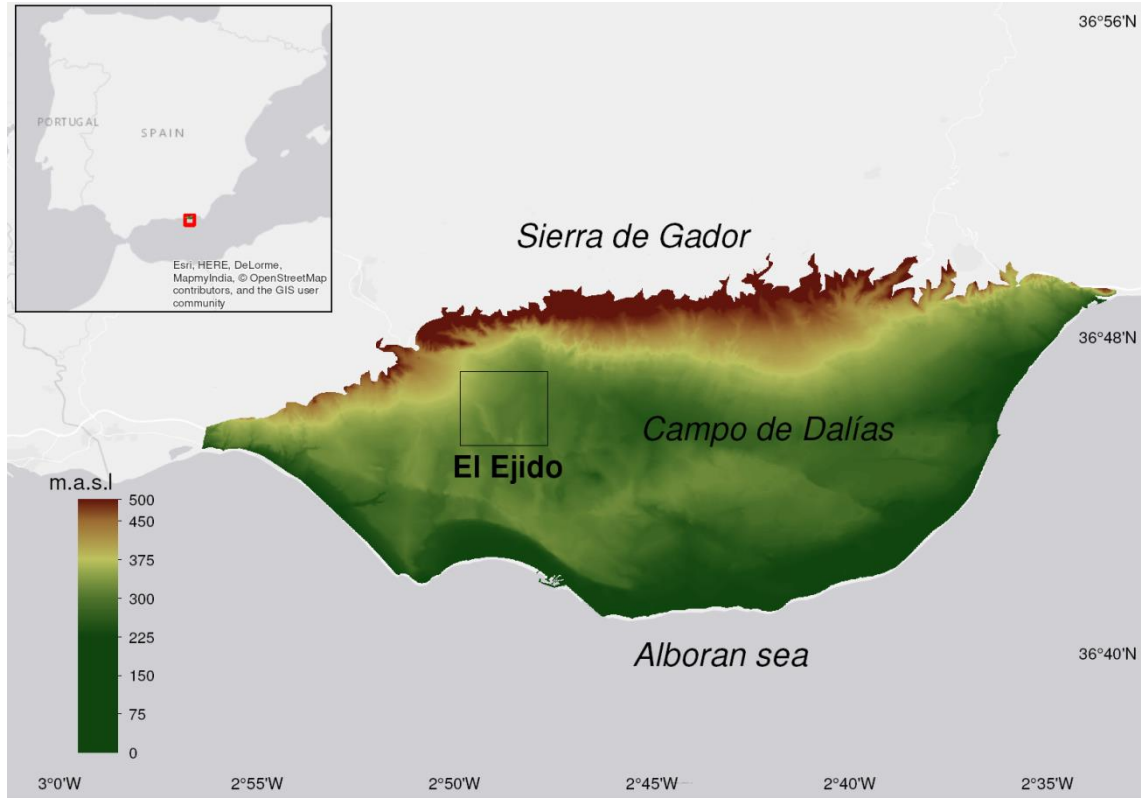 PORTUGAL
SPAIN
Esri, HERE, DeLorme,
MapmyIndia, © OpenStreetMap
contributors, and the GIS user
community
36°56'N
Sierra de Gador
36°48'N
Campo de Dalías
El Ejido
m.a.s.l
500
450
375
300
225
150
75
0
Alboran sea
36°40'N
3°0'W
2°55'W
2°50'W
2°45'W
2°40'W
2°35'W